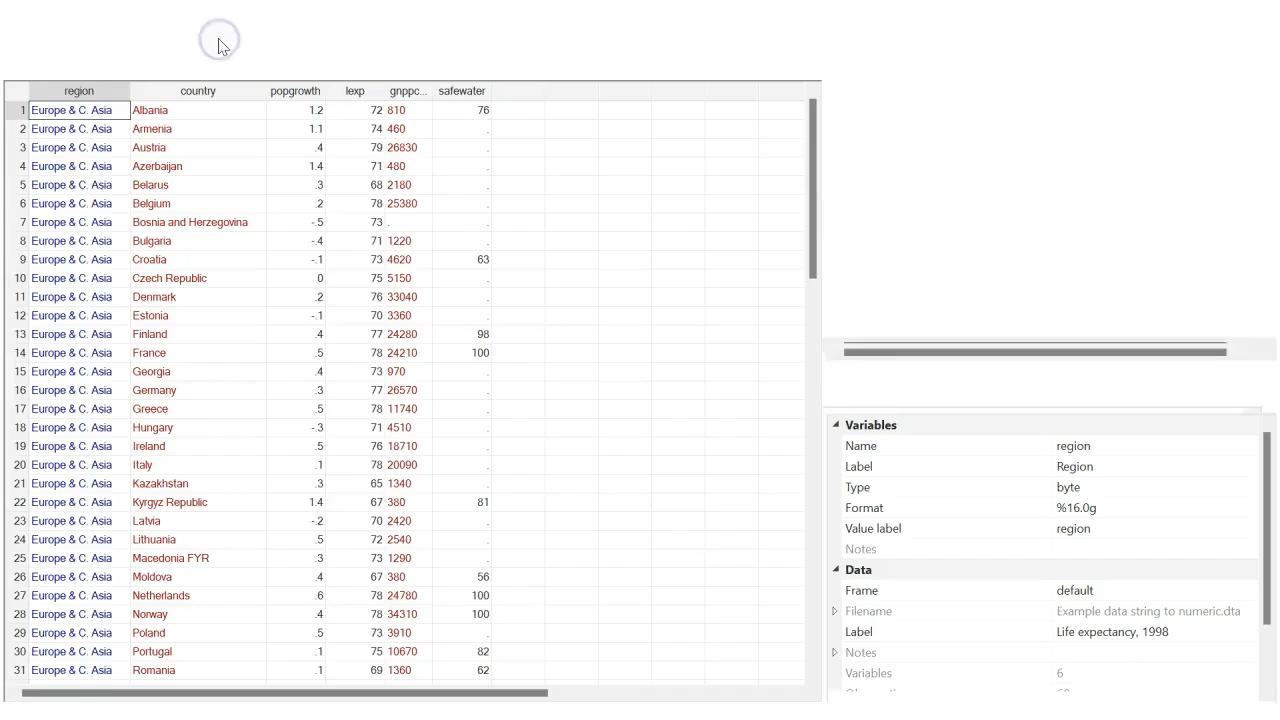 region country popgrowth lexp gnppc... safewater
1 Europe & C. Asia Albania 1.2 72 810 76
2 Europe & C. Asia Armenia 1.1 74 460 .
3 Europe & C. Asia Austria .4 79 26830 .
4 Europe & C. Asia Azerbaijan 1.4 71 480 .
5 Europe & C. Asia Belarus .3 68 2180 .
6 Europe & C. Asia Belgium .2 78 25380 .
7 Europe & C. Asia Bosnia and Herzegovina -.5 73 . .
8 Europe & C. Asia Bulgaria -.4 71 1220 .
9 Europe & C. Asia Croatia -.1 73 4620 63
10 Europe & C. Asia Czech Republic 0 75 5150 .
11 Europe & C. Asia Denmark .2 76 33040 .
12 Europe & C. Asia Estonia -.1 70 3360 .
13 Europe & C. Asia Finland .4 77 24280 98
14 Europe & C. Asia France .5 78 24210 100
15 Europe & C. Asia Georgia .4 73 970 .
16 Europe & C. Asia Germany .3 77 26570 .
17 Europe & C. Asia Greece .5 78 11740 .
18 Europe & C. Asia Hungary -.3 71 4510 .
19 Europe & C. Asia Ireland .5 76 18710 .
20 Europe & C. Asia Italy .1 78 20090 .
21 Europe & C. Asia Kazakhstan .3 65 1340 .
22 Europe & C. Asia Kyrgyz Republic 1.4 67 380 81
23 Europe & C. Asia Latvia -.2 70 2420 .
24 Europe & C. Asia Lithuania .5 72 2540 .
25 Europe & C. Asia Macedonia FYR .3 73 1290 .
26 Europe & C. Asia Moldova .4 67 380 56
27 Europe & C. Asia Netherlands .6 78 24780 100
28 Europe & C. Asia Norway .4 78 34310 100
29 Europe & C. Asia Poland .5 73 3910 .
30 Europe & C. Asia Portugal .1 75 10670 82
31 Europe & C. Asia Romania .1 69 1360 62
Variables
Name region
Label Region
Type byte
Format %16.0g
Value label region
Notes
Data
Frame default
Filename Example data string to numeric.dta
Label Life expectancy, 1998
Notes
Variables 6